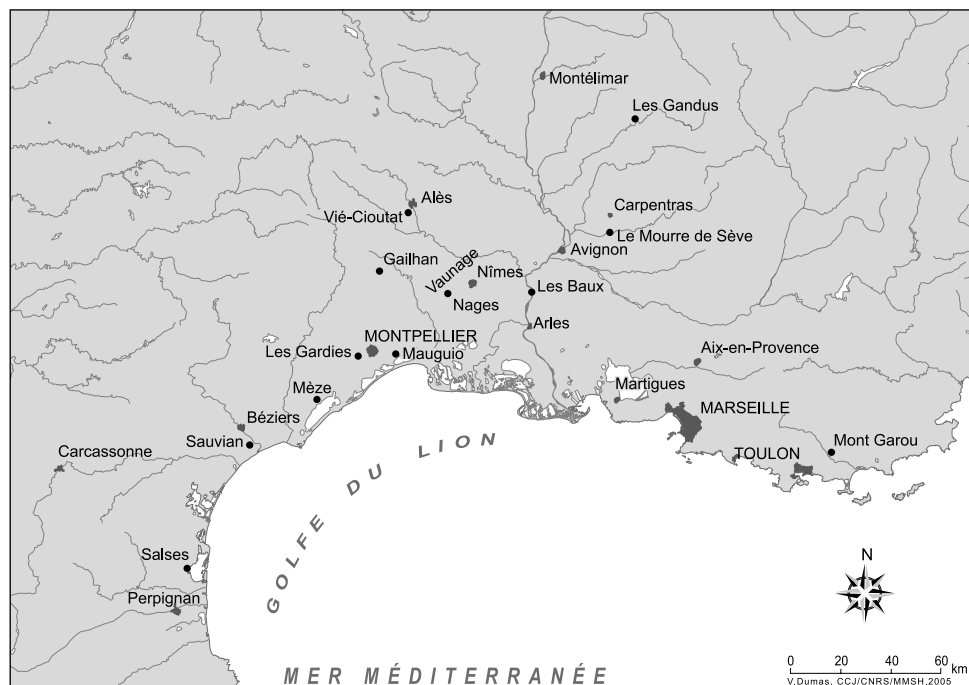 Montélimar
Les Gandus
Alès
Vié-Cioutat
Carpentras
Le Mourre de Sève
Avignon
Gailhan
Vaunage
Nîmes
Nages
Les Baux
Arles
MONTPELLIER
Les Gardies
Mauguio
Aix-en-Provence
Mèze
Martigues
MARSEILLE
Béziers
Sauvian
Carcassonne
TOULON
Mont Garou
GOLFE DU LION
Salses
Perpignan
N
MER MÉDITERRANÉE
0 20 40 60 km
V.Dumas. CCJ/CNRS/MMSH.2005